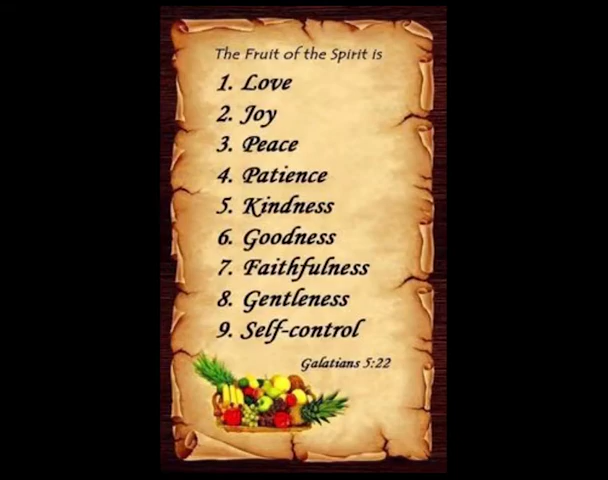 The Fruit of the Spirit is
1. Love
2. Joy
3. Peace
4. Patience
5. Kindness
6. Goodness
7. Faithfulness
8. Gentleness
9. Self-control
Galatians 5:22